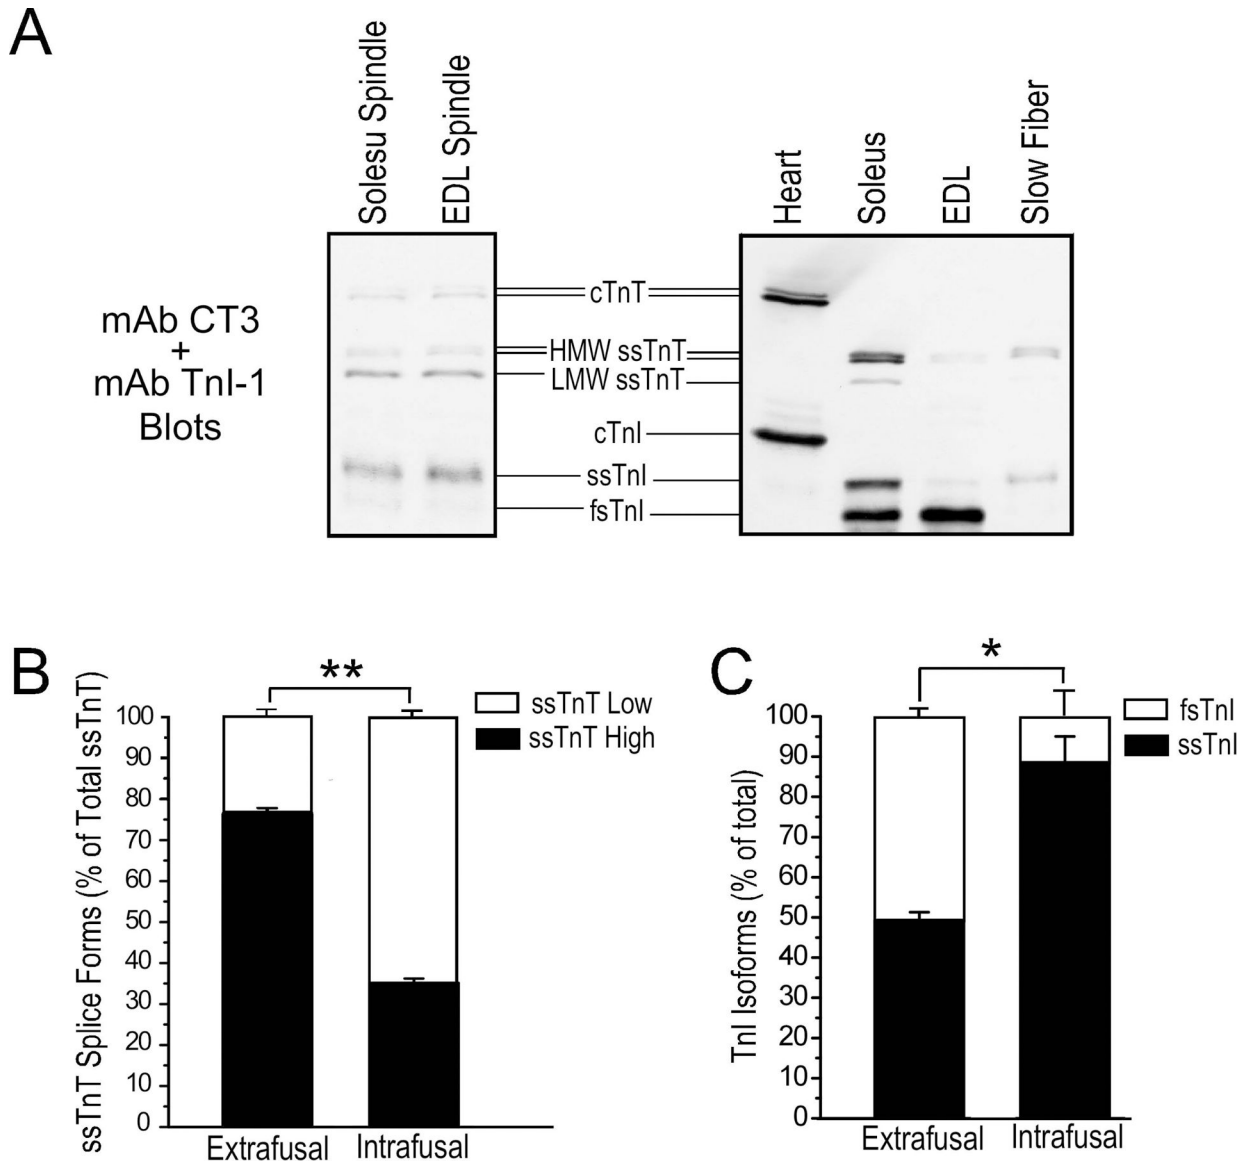 A
Solesu Spindle
EDL Spindle
Heart
Soleus
EDL
Slow Fiber
mAb CT3
+
mAb TnI-1
Blots
cTnT
HMW ssTnT
LMW ssTnT
cTnI
ssTnI
fsTnI
B
ssTnT Splice Forms (% of Total ssTnT)
**
ssTnT Low
ssTnT High
100
90
80
70
60
50
40
30
20
10
0
Extrafusal
Intrafusal
C
TnI Isoforms (% of total)
*
fsTnI
ssTnI
100
90
80
70
60
50
40
30
20
10
0
Extrafusal
Intrafusal